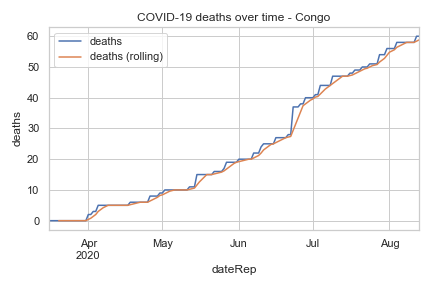 COVID-19 deaths over time - Congo
deaths
deaths (rolling)
60
50
40
30
20
10
0
deaths
Apr
2020
May
Jun
Jul
Aug
dateRep